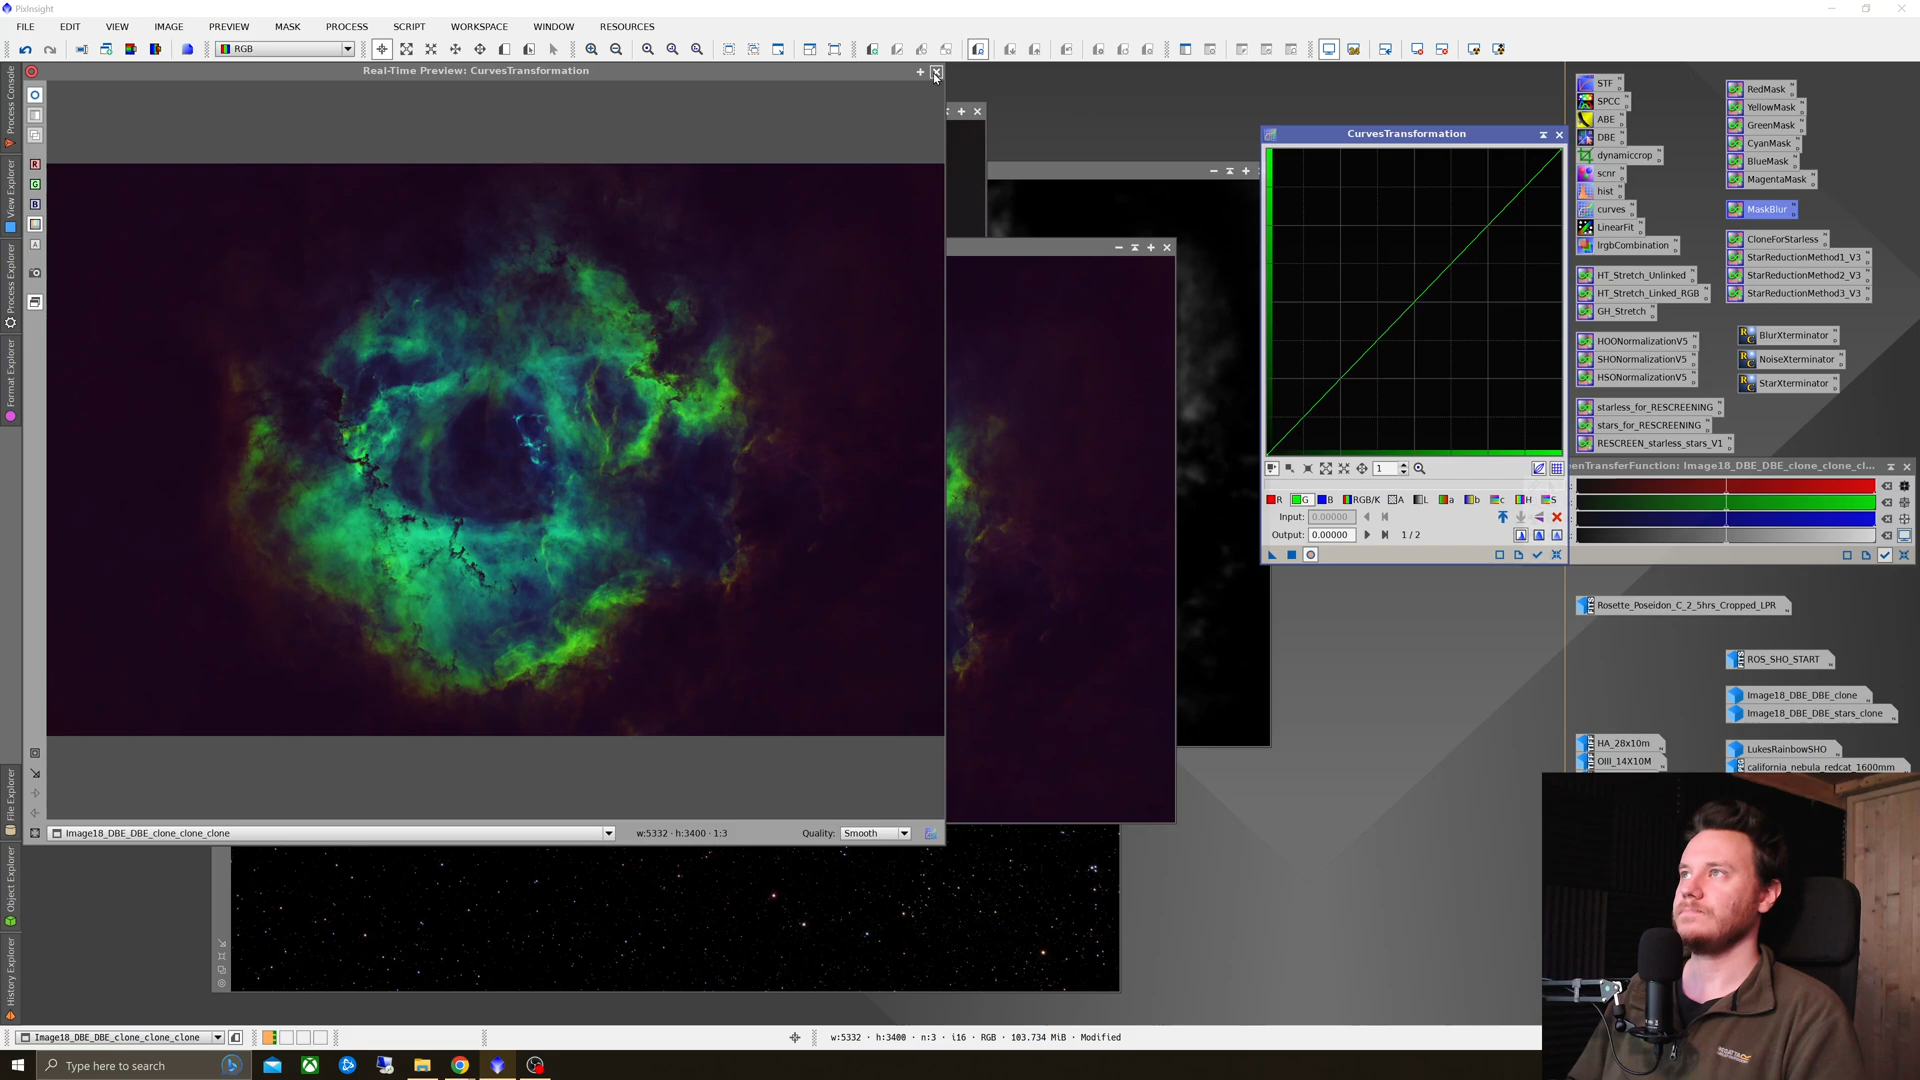 PixInsight
FILE EDIT VIEW IMAGE PREVIEW MASK PROCESS SCRIPT WORKSPACE WINDOW RESOURCES
RGB
Real-Time Preview: CurvesTransformation
Process Console
View Explorer
Process Explorer
Format Explorer
File Explorer
Object Explorer
History Explorer
R
G
B
A
Image18_DBE_DBE_clone_clone_clone
w:5332 · h:3400 · 1:3
Quality: Smooth
CurvesTransformation
1
R G B RGB/K A L a b c H S
Input: 0.00000
Output: 0.00000
1 / 2
STF
SPCC
ABE
DBE
dynamiccrop
scnr
hist
curves
LinearFit
lrgbCombination
HT_Stretch_Unlinked
HT_Stretch_Linked_RGB
GH_Stretch
HOONormalizationV5
SHONormalizationV5
HSONormalizationV5
starless_for_RESCREENING
stars_for_RESCREENING
RESCREEN_starless_stars_V1
RedMask
YellowMask
GreenMask
CyanMask
BlueMask
MagentaMask
MaskBlur
CloneForStarless
StarReductionMethod1_V3
StarReductionMethod2_V3
StarReductionMethod3_V3
BlurXterminator
NoiseXterminator
StarXterminator
enTransferFunction: Image18_DBE_DBE_clone_clone_cl...
Rosette_Poseidon_C_2_5hrs_Cropped_LPR
ROS_SHO_START
Image18_DBE_DBE_clone
Image18_DBE_DBE_stars_clone
HA_28x10m
OIII_14X10M
LukesRainbowSHO
california_nebula_redcat_1600mm
Image18_DBE_DBE_clone_clone_clone
w:5332 · h:3400 · n:3 · i16 · RGB · 103.734 MiB · Modified
Type here to search